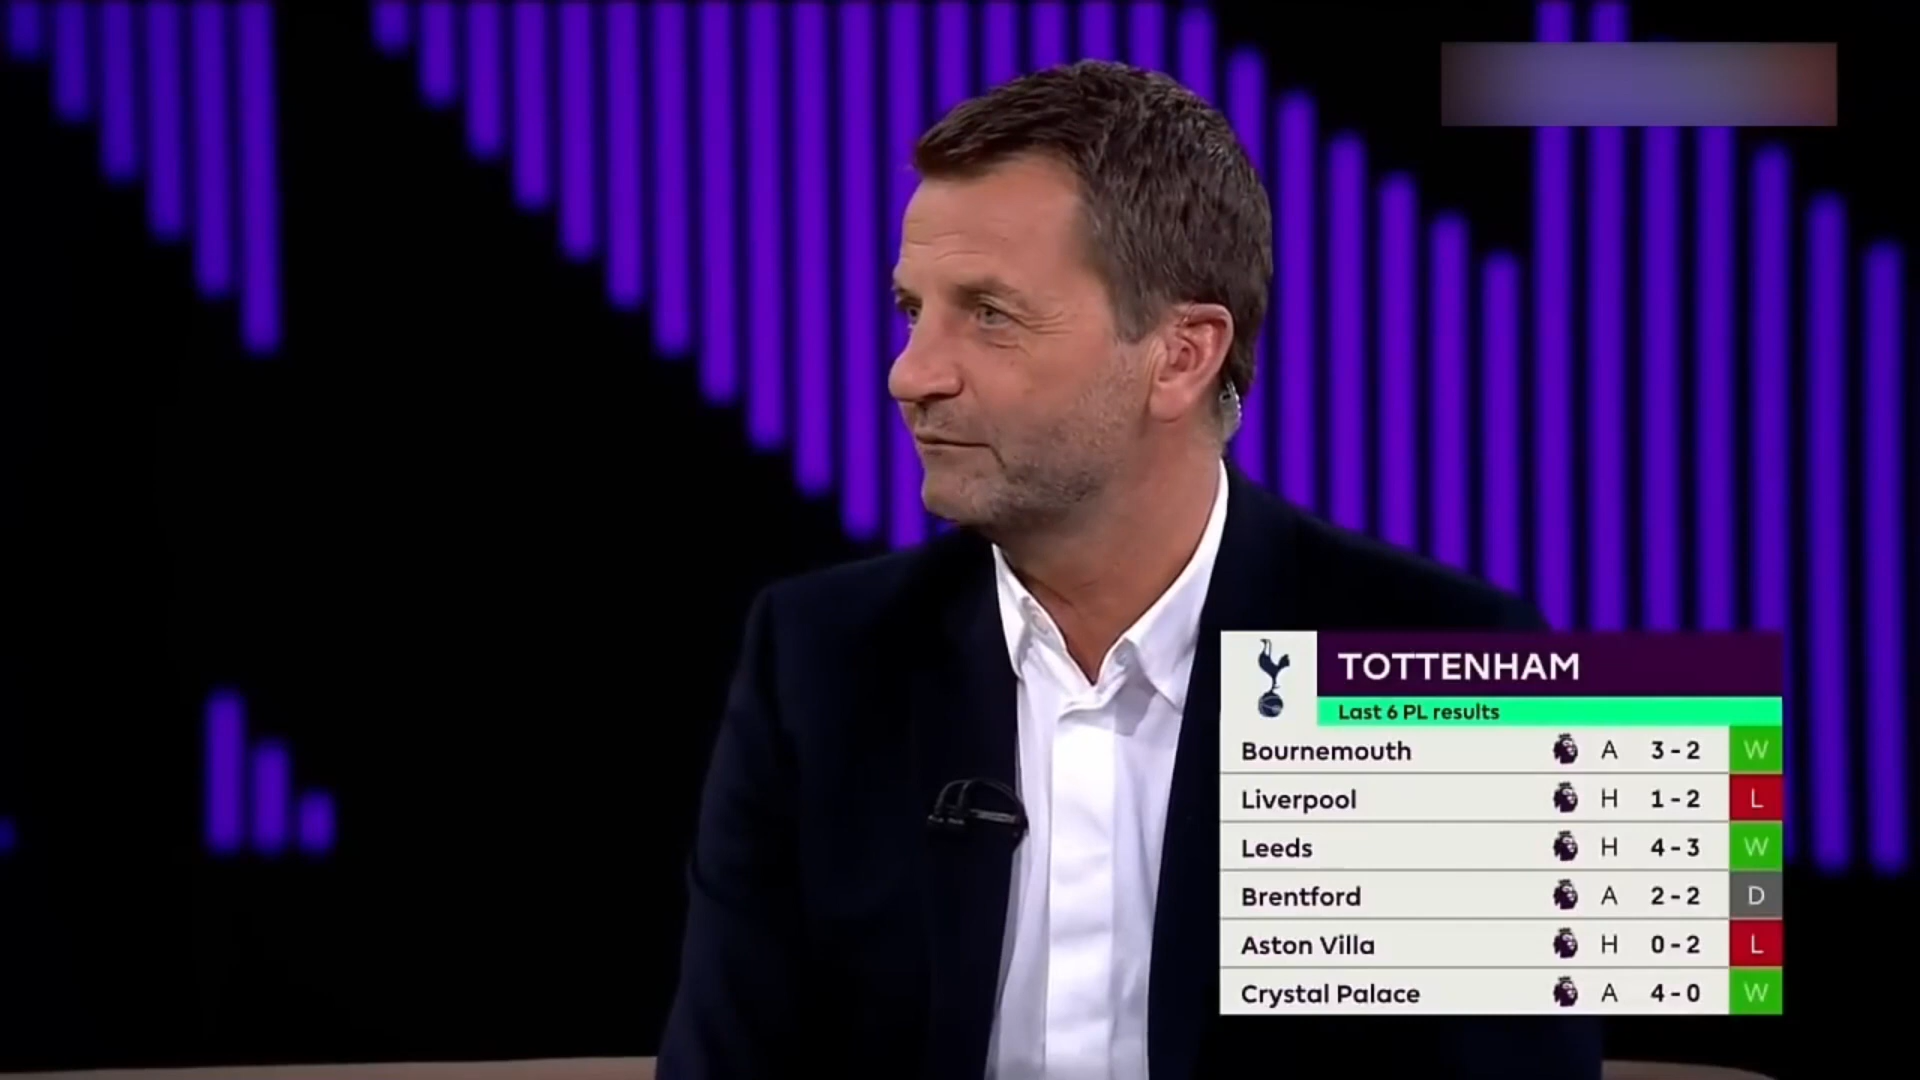 TOTTENHAM
Last 6 PL results
Bournemouth A 3 - 2 W
Liverpool H 1 - 2 L
Leeds H 4 - 3 W
Brentford A 2 - 2 D
Aston Villa H 0 - 2 L
Crystal Palace A 4 - 0 W